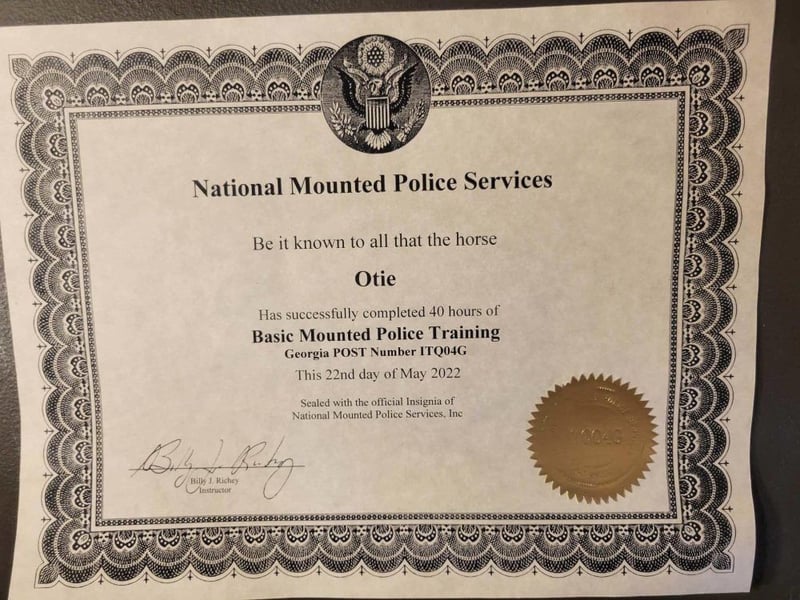 National Mounted Police Services
Be it known to all that the horse
Otie
Has successfully completed 40 hours of
Basic Mounted Police Training
Georgia POST Number ITQ04G
This 22nd day of May 2022
Sealed with the official Insignia of
National Mounted Police Services, Inc
Billy J. Richey
Billy J. Richey
Instructor